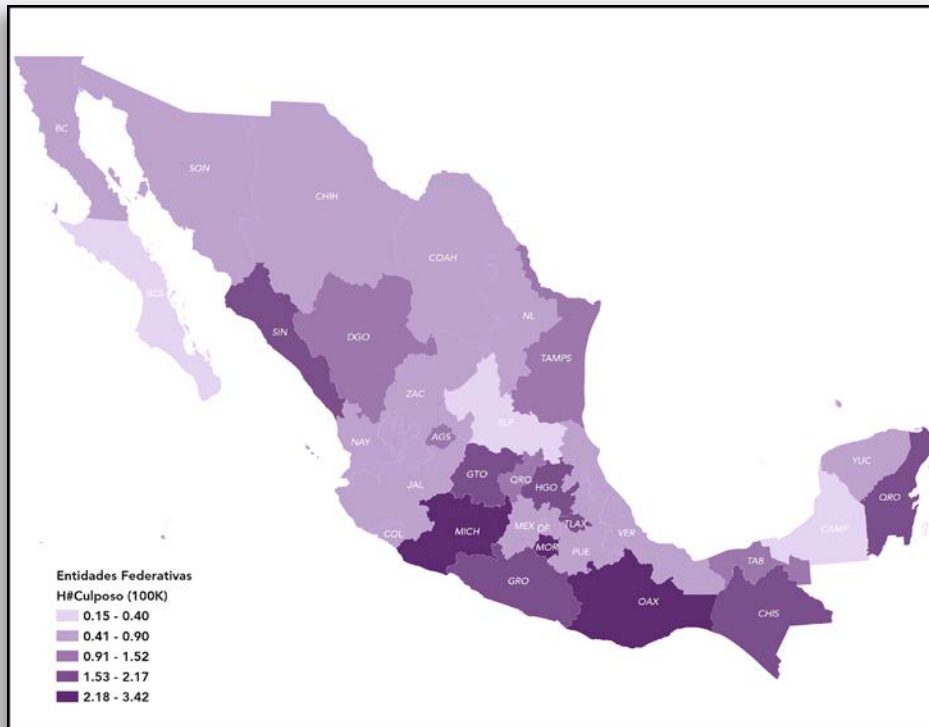 BC
SON
CHIH
COAH
BCS
NL
SIN
DGO
TAMPS
ZAC
SLP
NAY
AGS
YUC
GTO
QRO
HGO
QRO
JAL
CAMP
MEX
DF
TLAX
COL
MICH
MOR
PUE
VER
TAB
GRO
OAX
CHIS
Entidades Federativas
H#Culposo (100K)
0.15 - 0.40
0.41 - 0.90
0.91 - 1.52
1.53 - 2.17
2.18 - 3.42